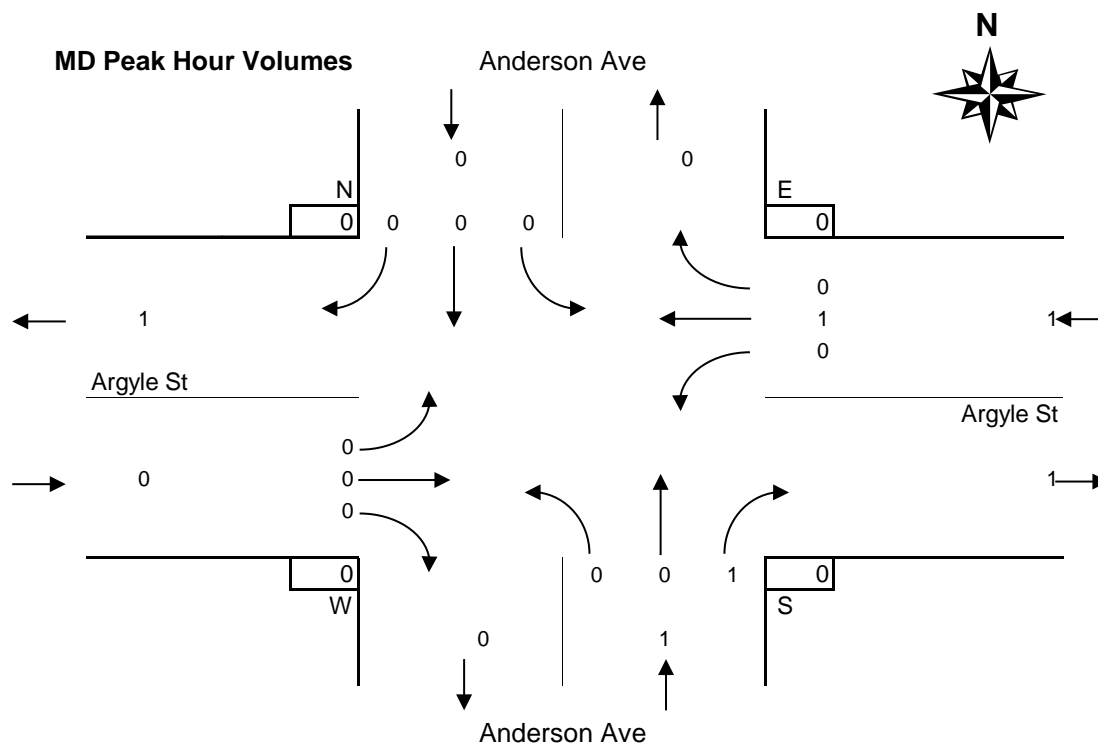 N
MD Peak Hour Volumes Anderson Ave
0 0
N E
0 0 0 0 0
0
1 1 1
0
Argyle St
Argyle St
0
0 0 1
0
0 0 0 1 0
W S
0 1
Anderson Ave